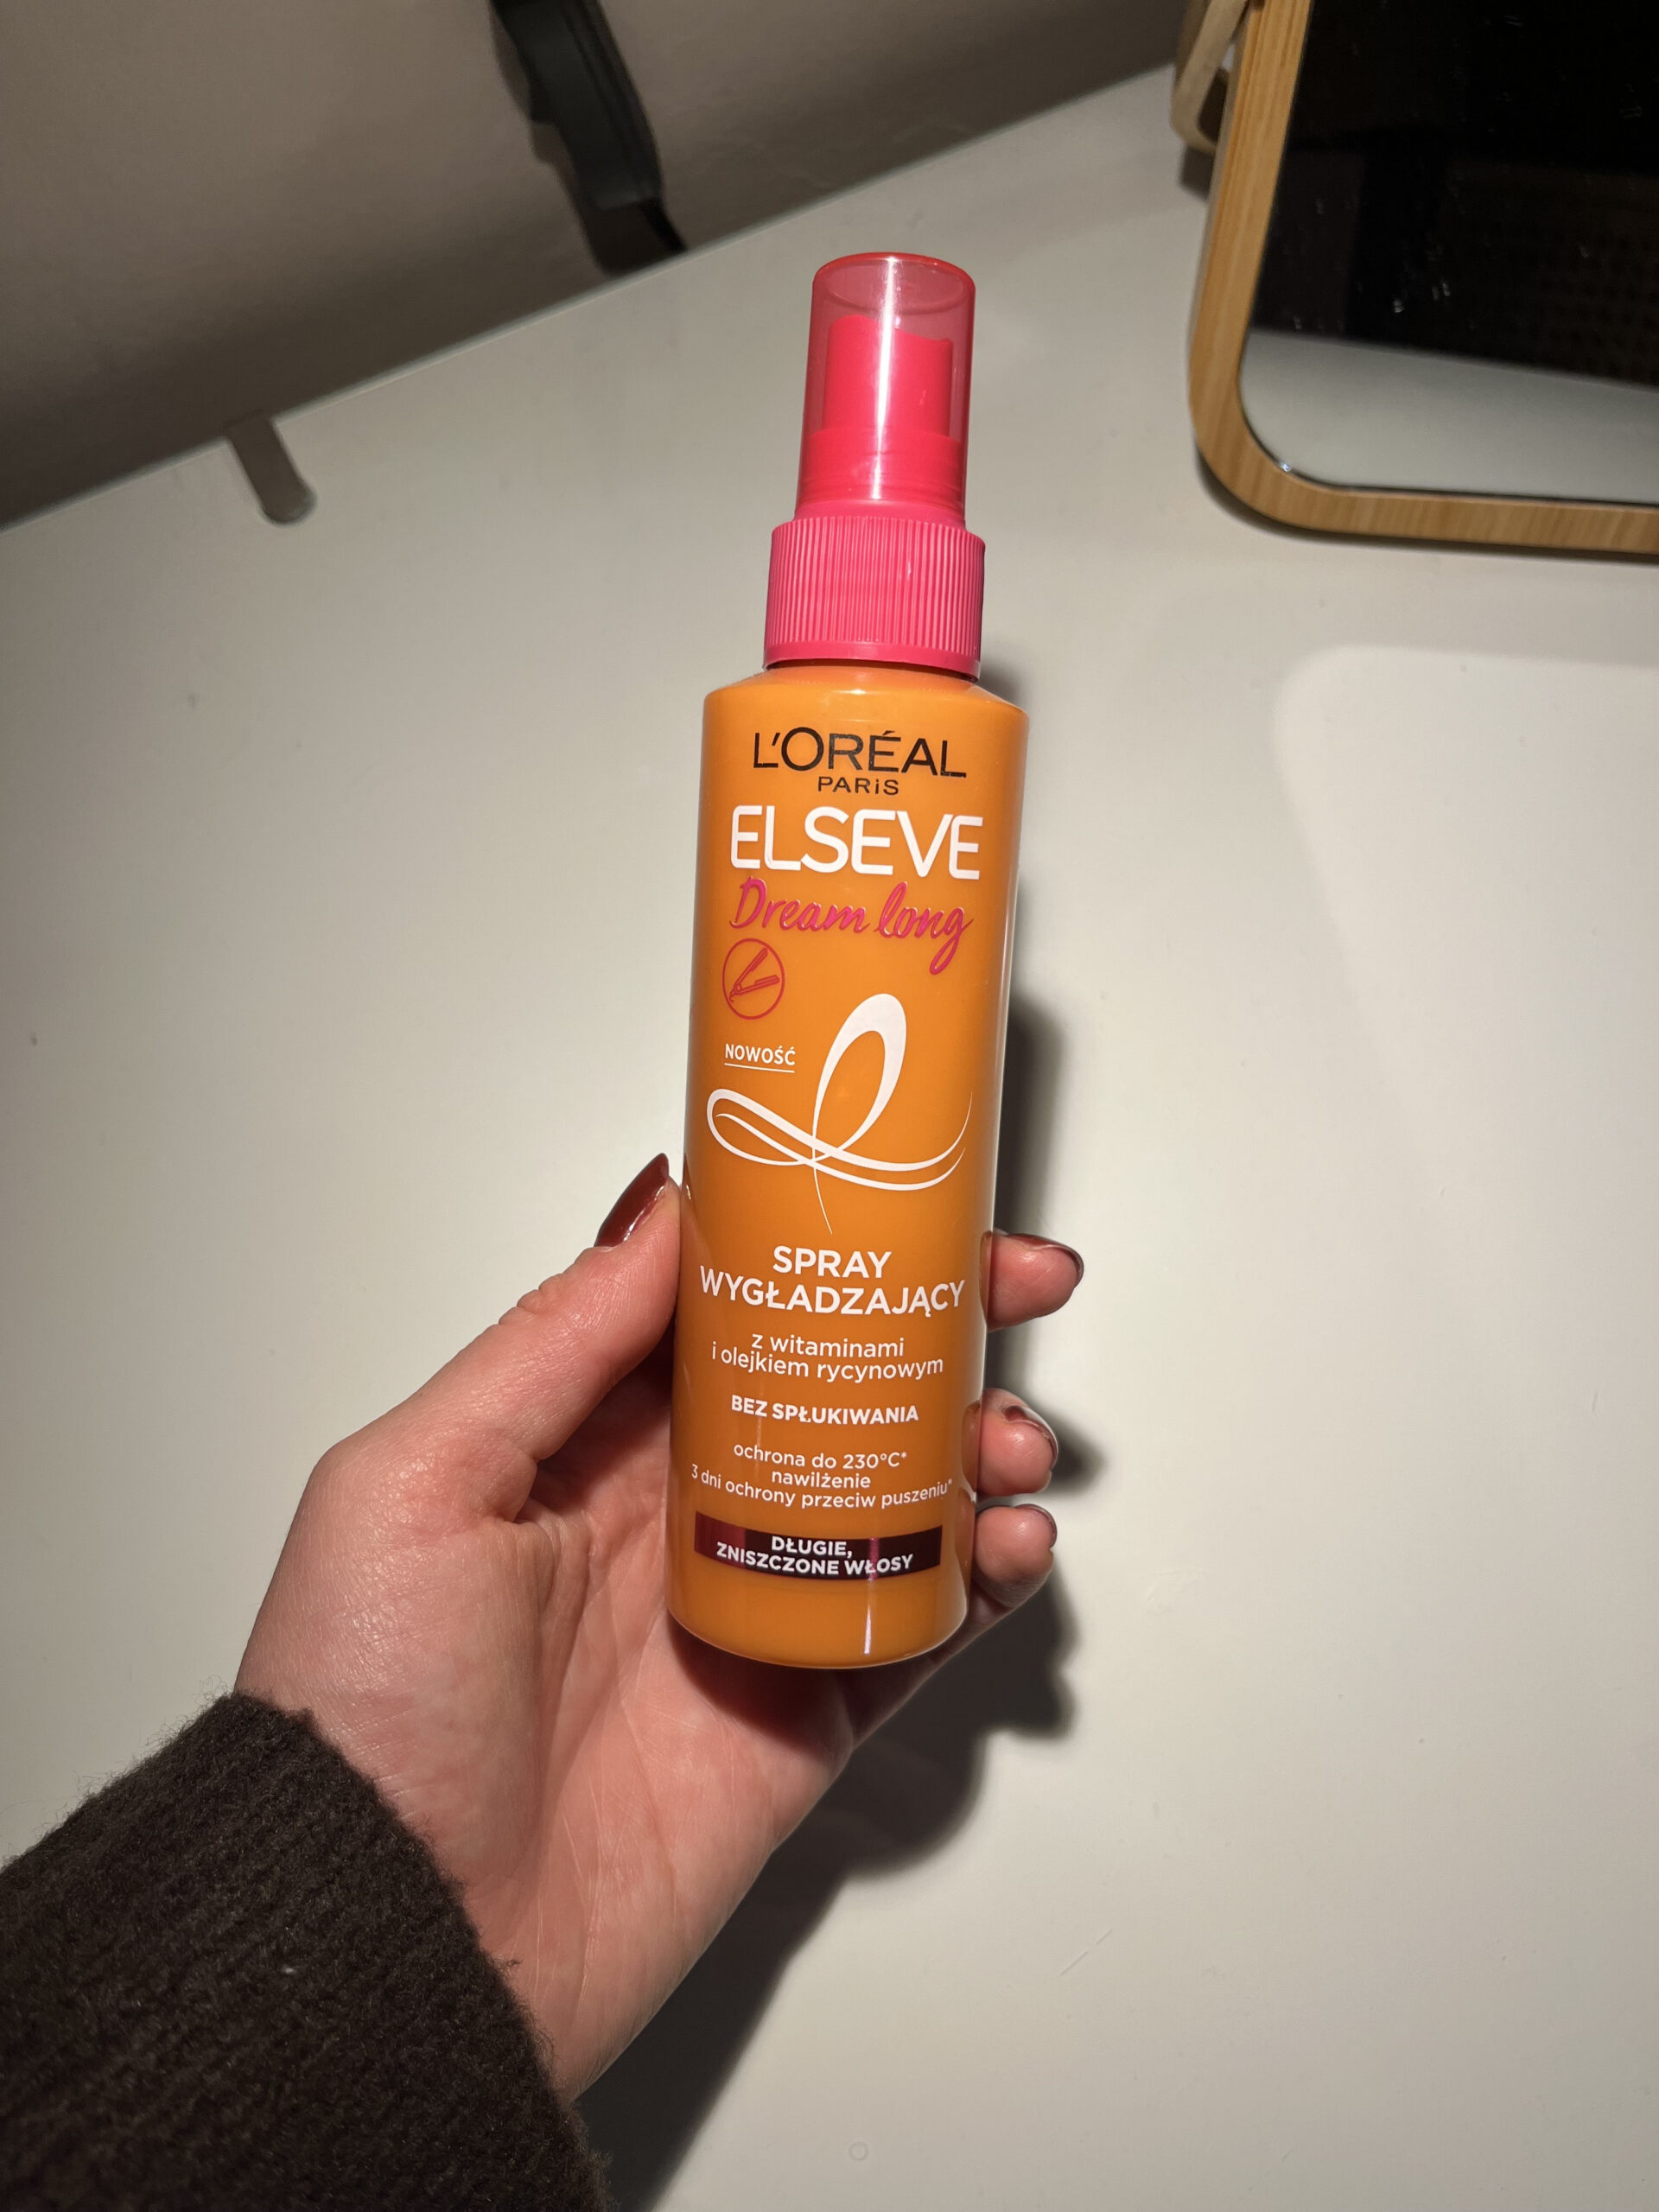 L'ORÉAL
PARiS
ELSEVE
Dream long
NOWOŚĆ
SPRAY
WYGŁADZAJĄCY
z witaminami
i olejkiem rycynowym
BEZ SPŁUKIWANIA
ochrona do 230°C*
nawilżenie
3 dni ochrony przeciw puszeniu*
DŁUGIE,
ZNISZCZONE WŁOSY